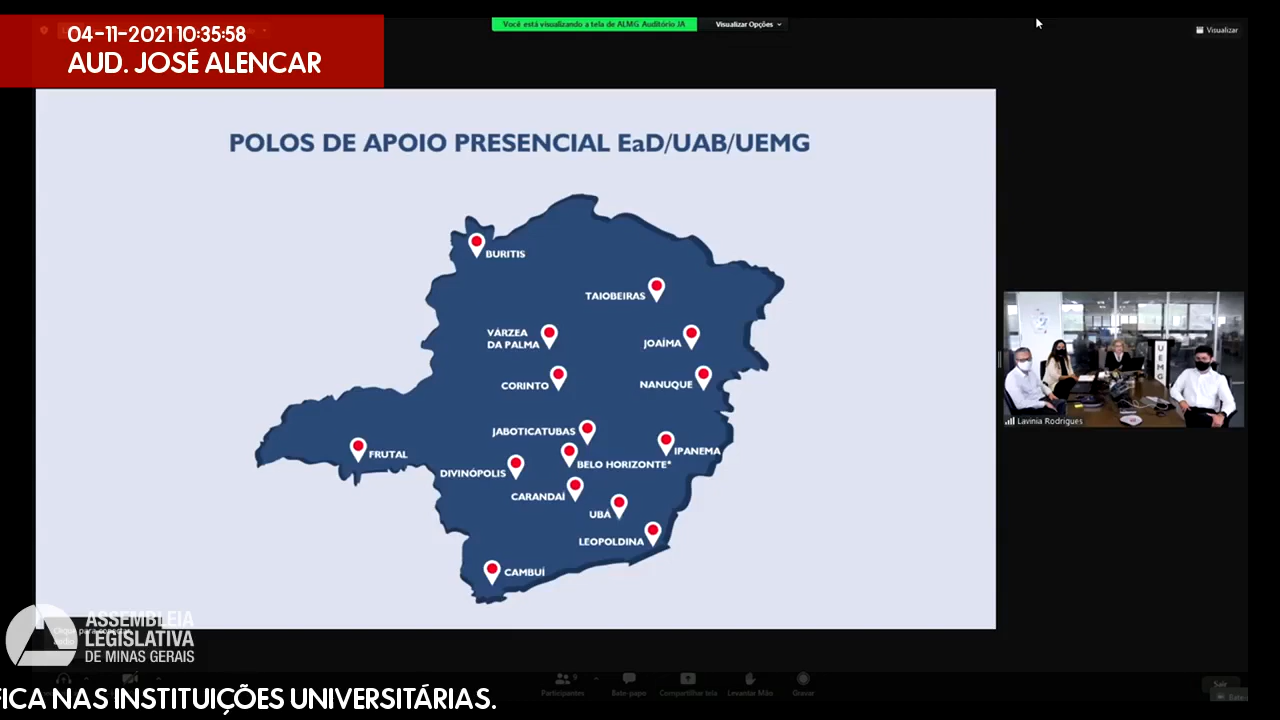 04-11-2021 10:35:58
AUD. JOSÉ ALENCAR
Você está visualizando a tela de ALMG Auditório JA
Visualizar Opções
Visualizar
POLOS DE APOIO PRESENCIAL EaD/UAB/UEMG
BURITIS
TAIOBEIRAS
VÁRZEA
DA PALMA
JOAÍMA
CORINTO
NANUQUE
JABOTICATUBAS
IPANEMA
BELO HORIZONTE*
FRUTAL
DIVINÓPOLIS
CARANDAÍ
UBÁ
LEOPOLDINA
CAMBUÍ
UEMG
Lavinia Rodrigues
ASSEMBLEIA
LEGISLATIVA
DE MINAS GERAIS
Participantes
9
Bate-papo
Compartilhar tela
Levantar Mão
Gravar
Sair
FICA NAS INSTITUIÇÕES UNIVERSITÁRIAS.